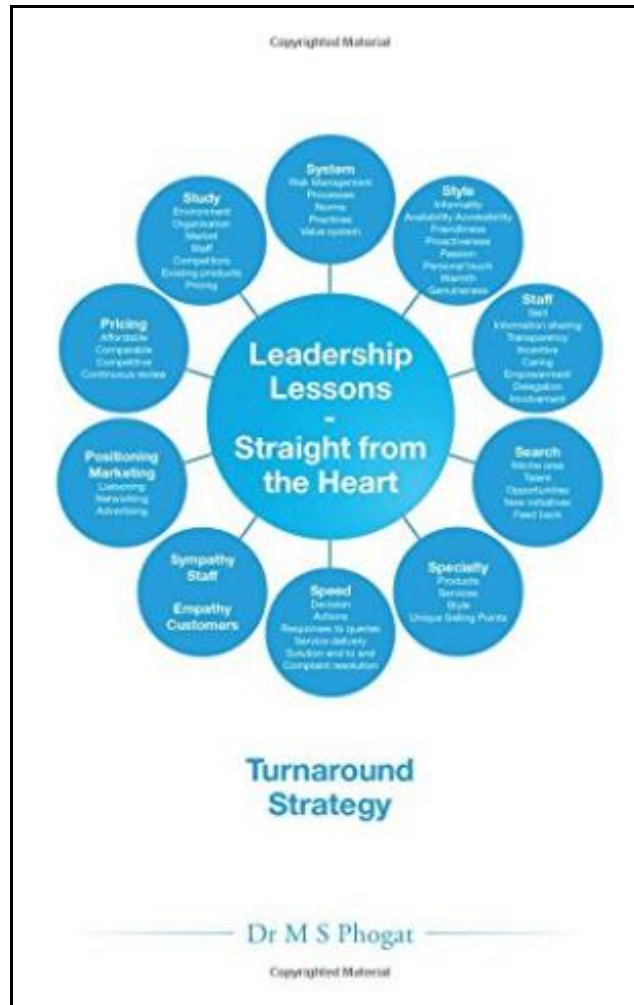 Copyrighted Material
System
Risk Management
Processes
Norms
Practices
Value system
Style
Informality
Availability Accessibility
Friendliness
Proactiveness
Passion
Personal touch
Warmth
Genuineness
Staff
Information sharing
Transparency
Incentive
Caring
Empowerment
Delegation
Involvement
Search
Niche area
Talent
Opportunities
New initiatives
Feed back
Specialty
Products
Services
Style
Unique Selling Points
Speed
Decision
Actions
Responses to queries
Service delivery
Solution end to end
Complaint resolution
Sympathy
Staff
Empathy
Customers
Positioning
Marketing
Liaisoning
Networking
Advertising
Pricing
Affordable
Comparable
Competitive
Continuous review
Study
Environment
Organisation
Market
Staff
Competitors
Existing products
Pricing
Leadership
Lessons
-
Straight from
the Heart
Turnaround
Strategy
Dr M S Phogat
Copyrighted Material